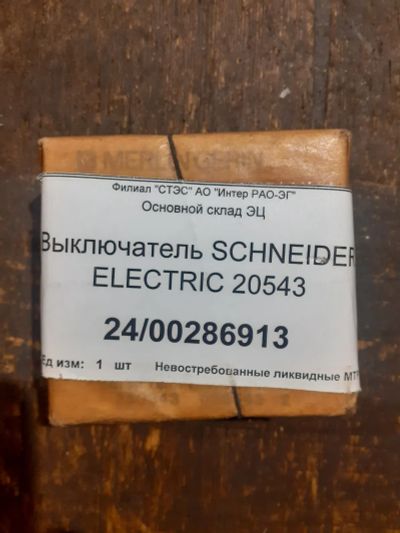 MERLIN GERIN
Филиал "СТЭС" АО "Интер РАО-ЭГ"
Основной склад ЭЦ
Выключатель SCHNEIDER
ELECTRIC 20543
24/00286913
Ед изм: 1 шт Невостребованные ликвидные МТР